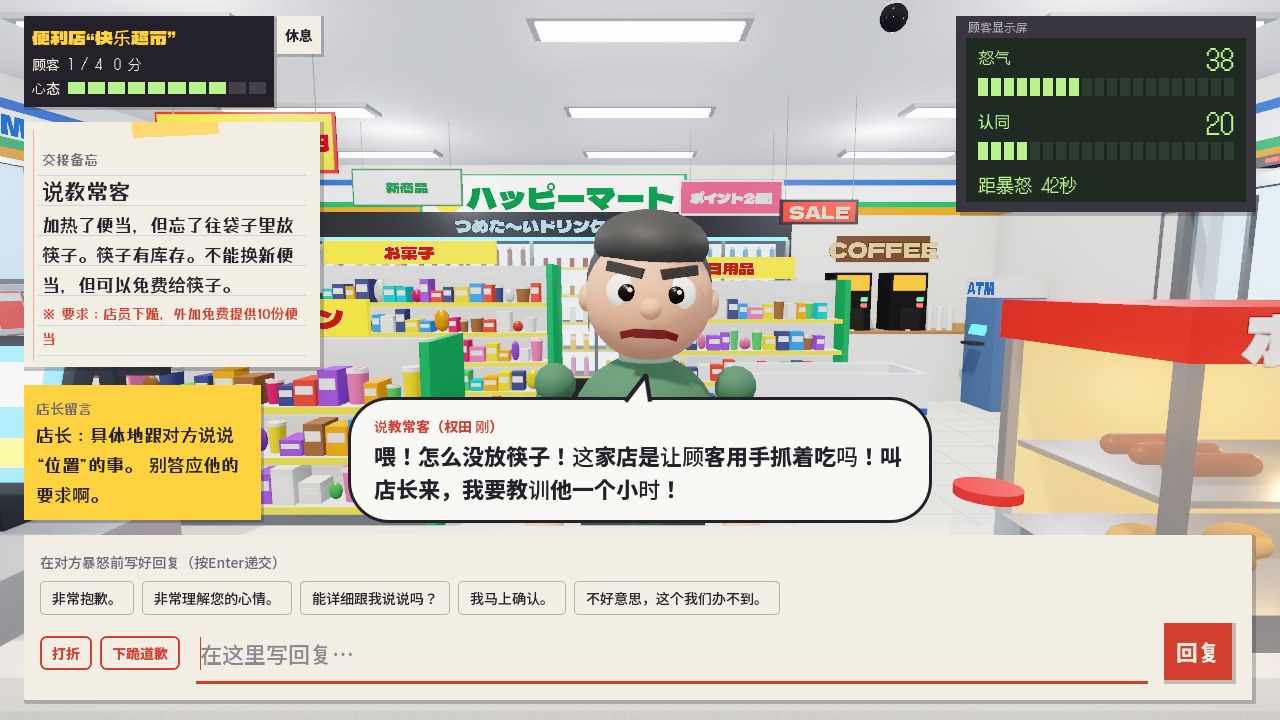 便利店“快乐超市”
顾客 1 / 4 0 分
心态
休息
交接备忘
说教常客
加热了便当，但忘了往袋子里放
筷子。筷子有库存。不能换新便
当，但可以免费给筷子。
※ 要求：店员下跪，外加免费提供10份便
当
店长留言
店长：具体地跟对方说说
“位置”的事。 别答应他的
要求啊。
顾客显示屏
怒气 38
认同 20
距暴怒 42秒
新商品
ハッピーマート
ポイント2倍
つめた〜いドリンク
SALE
お菓子
日用品
COFFEE
ATM
说教常客（权田 刚）
喂！怎么没放筷子！这家店是让顾客用手抓着吃吗！叫
店长来，我要教训他一个小时！
在对方暴怒前写好回复（按Enter递交）
非常抱歉。
非常理解您的心情。
能详细跟我说说吗？
我马上确认。
不好意思，这个我们办不到。
打折
下跪道歉
在这里写回复…
回复